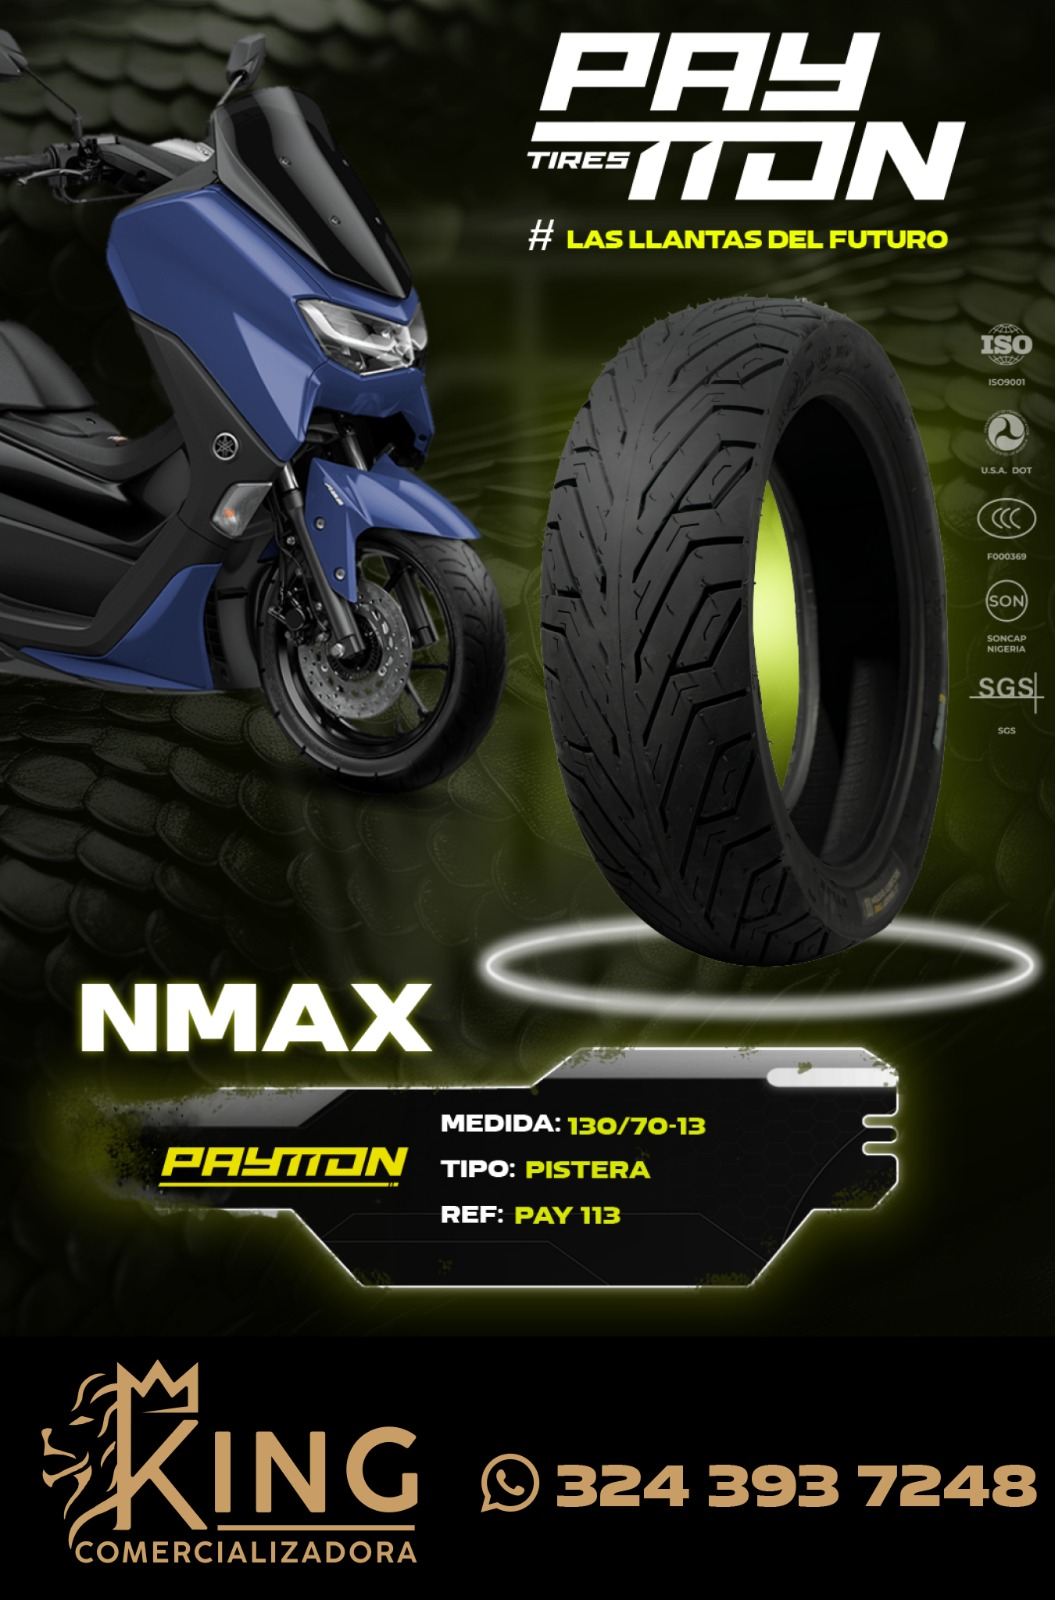 PAY
TIRES TTON
# LAS LLANTAS DEL FUTURO
ISO
ISO9001
U.S.A. DOT
CCC
F000369
SON
SONCAP
NIGERIA
SGS
SGS
NMAX
PAYTTON
MEDIDA: 130/70-13
TIPO: PISTERA
REF: PAY 113
KING
COMERCIALIZADORA
324 393 7248